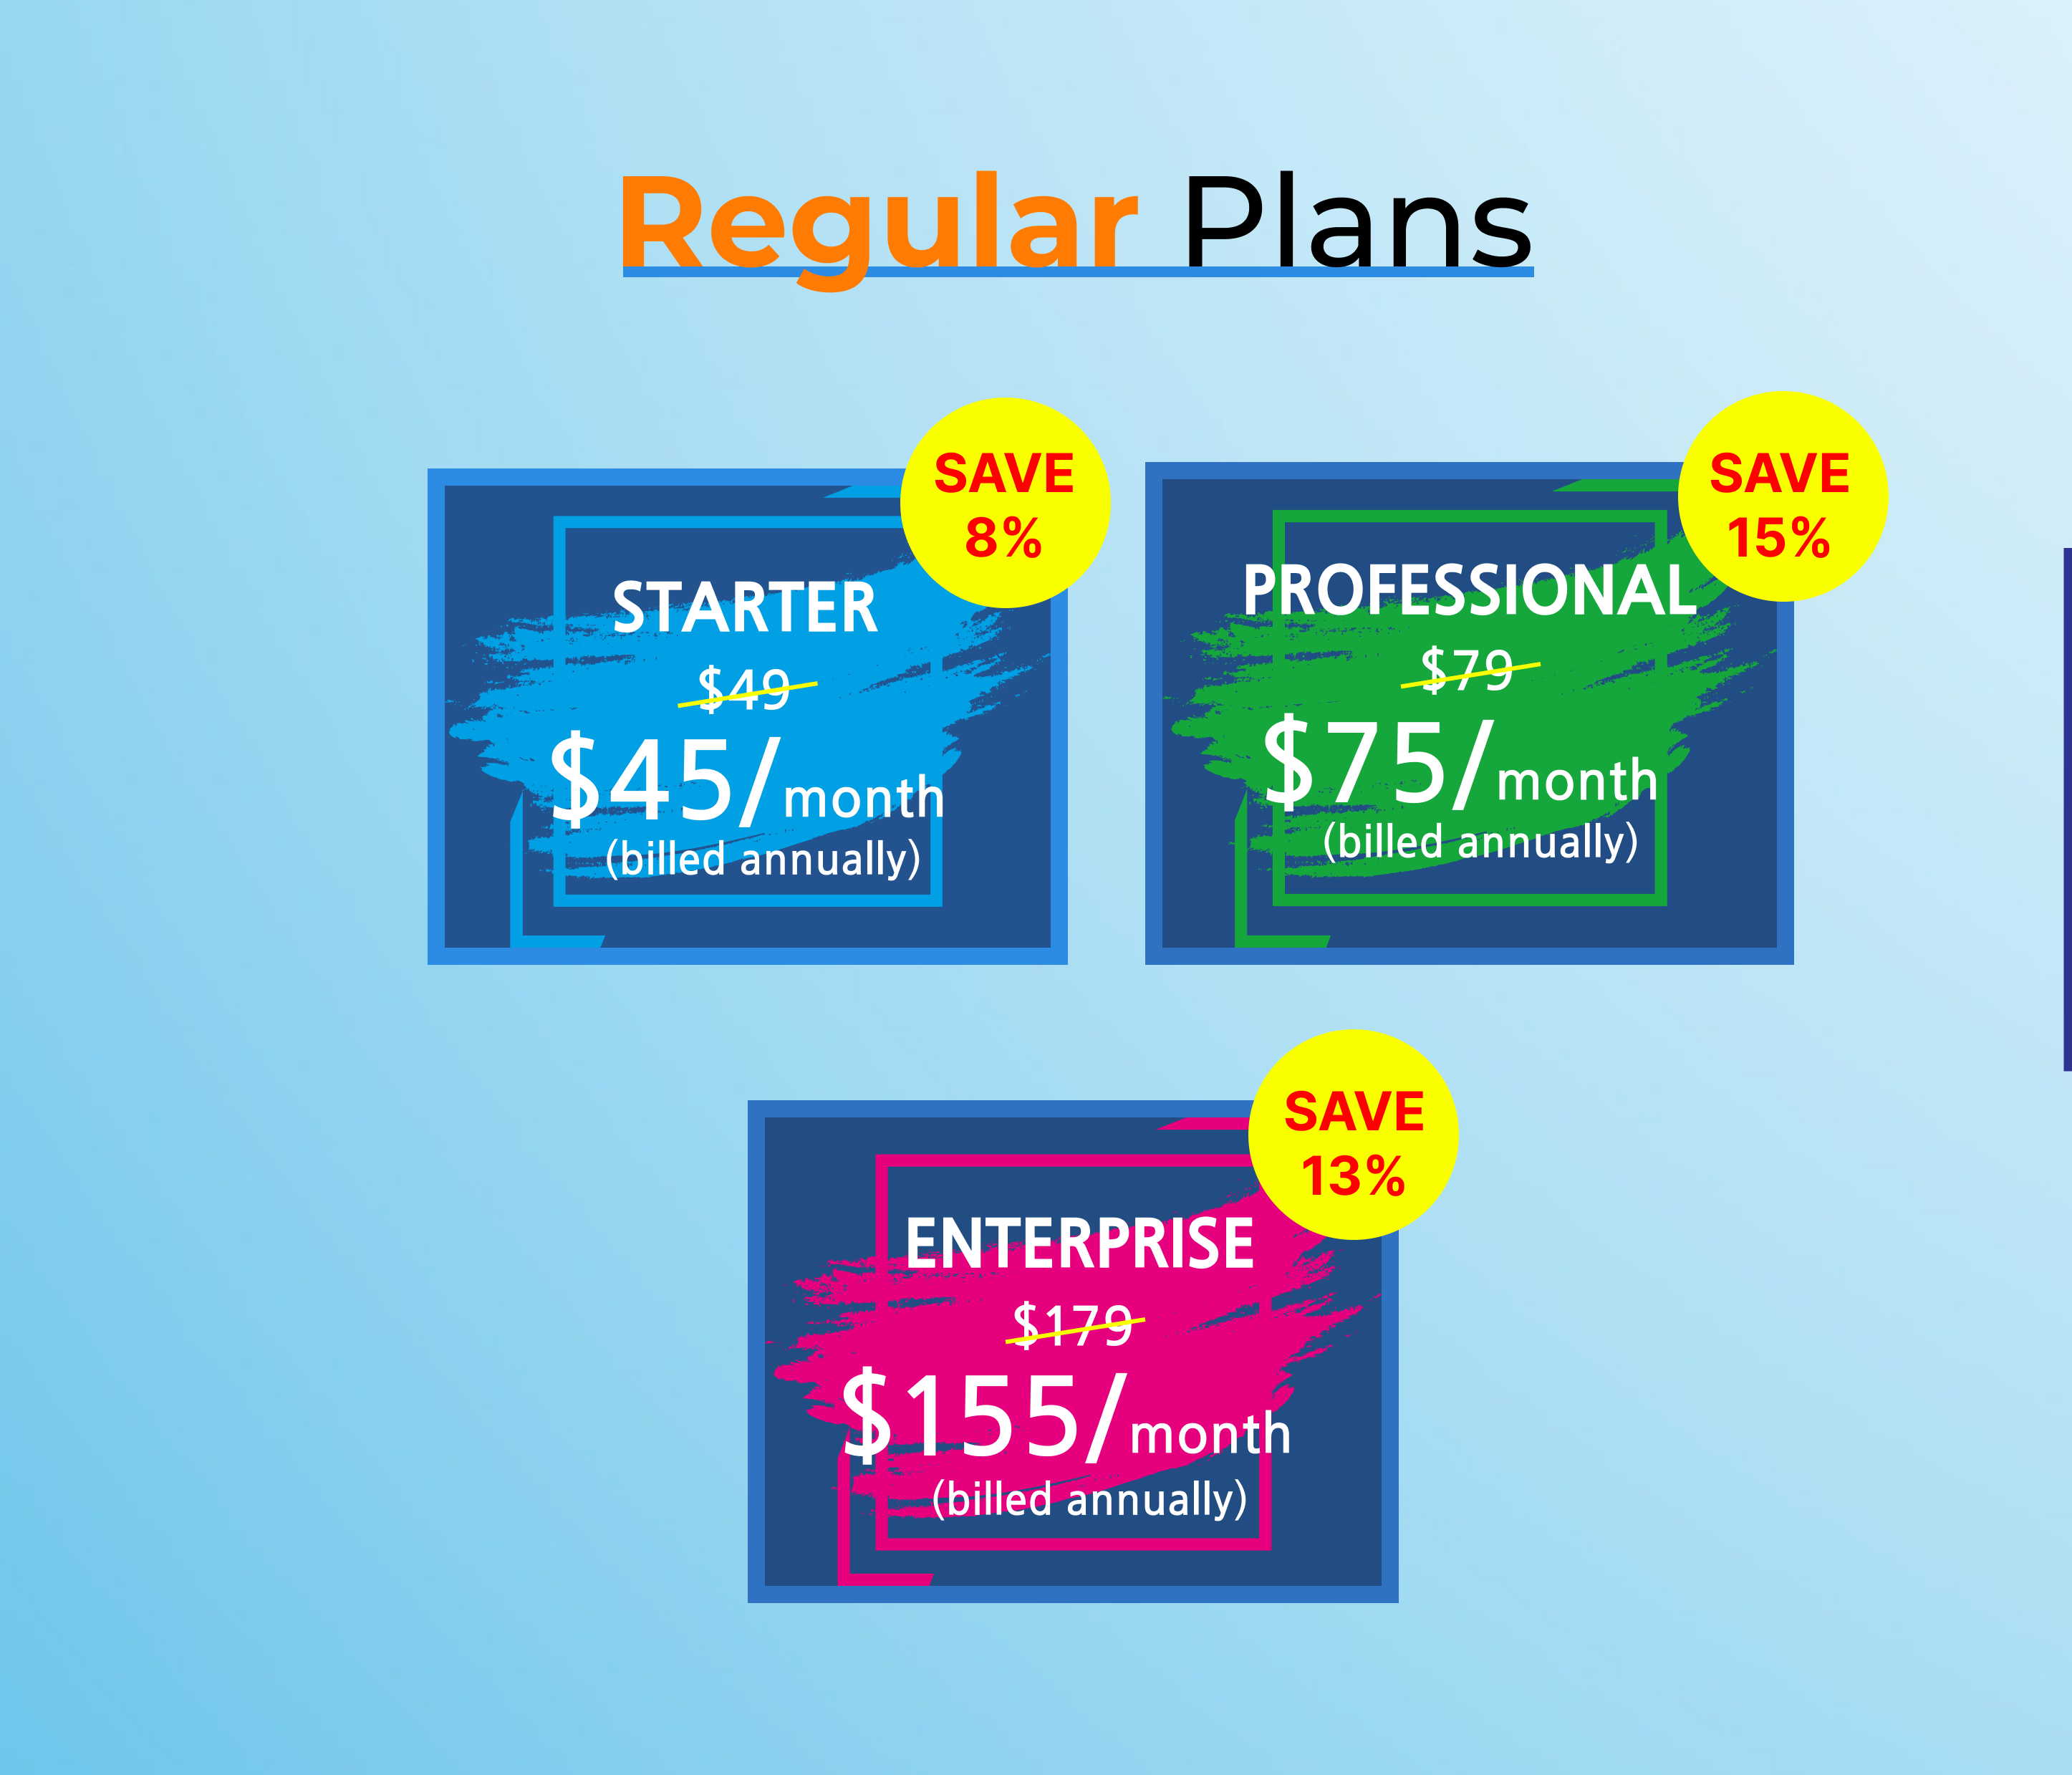 Regular Plans
SAVE
8%
STARTER
$49
$45/month
(billed annually)
SAVE
15%
PROFESSIONAL
$79
$75/month
(billed annually)
SAVE
13%
ENTERPRISE
$179
$155/month
(billed annually)